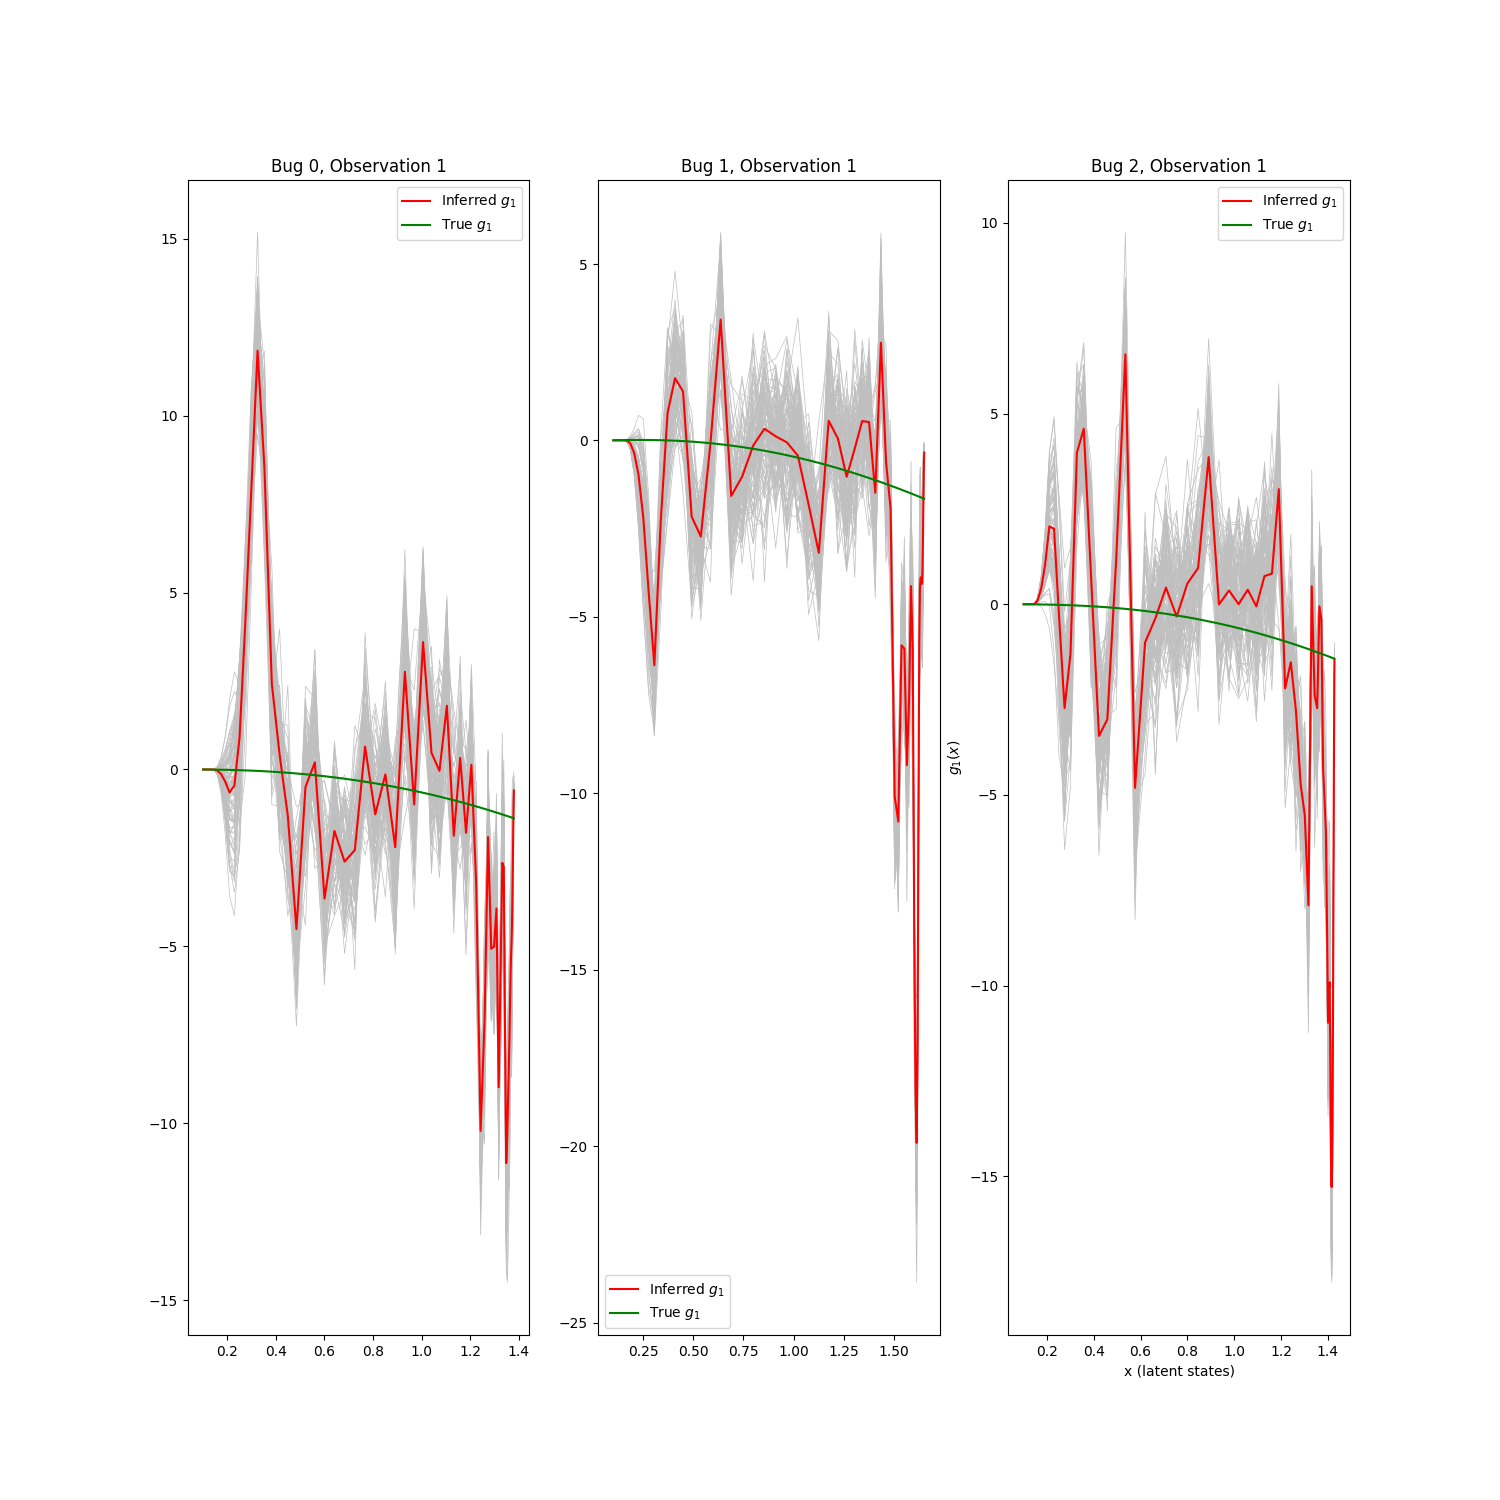 Bug 0, Observation 1
Inferred g₁
True g₁
15
10
5
0
−5
−10
−15
0.2 0.4 0.6 0.8 1.0 1.2 1.4
Bug 1, Observation 1
5
0
−5
−10
−15
−20
−25
Inferred g₁
True g₁
0.25 0.50 0.75 1.00 1.25 1.50
Bug 2, Observation 1
Inferred g₁
True g₁
10
5
0
−5
−10
−15
g₁(x)
0.2 0.4 0.6 0.8 1.0 1.2 1.4
x (latent states)